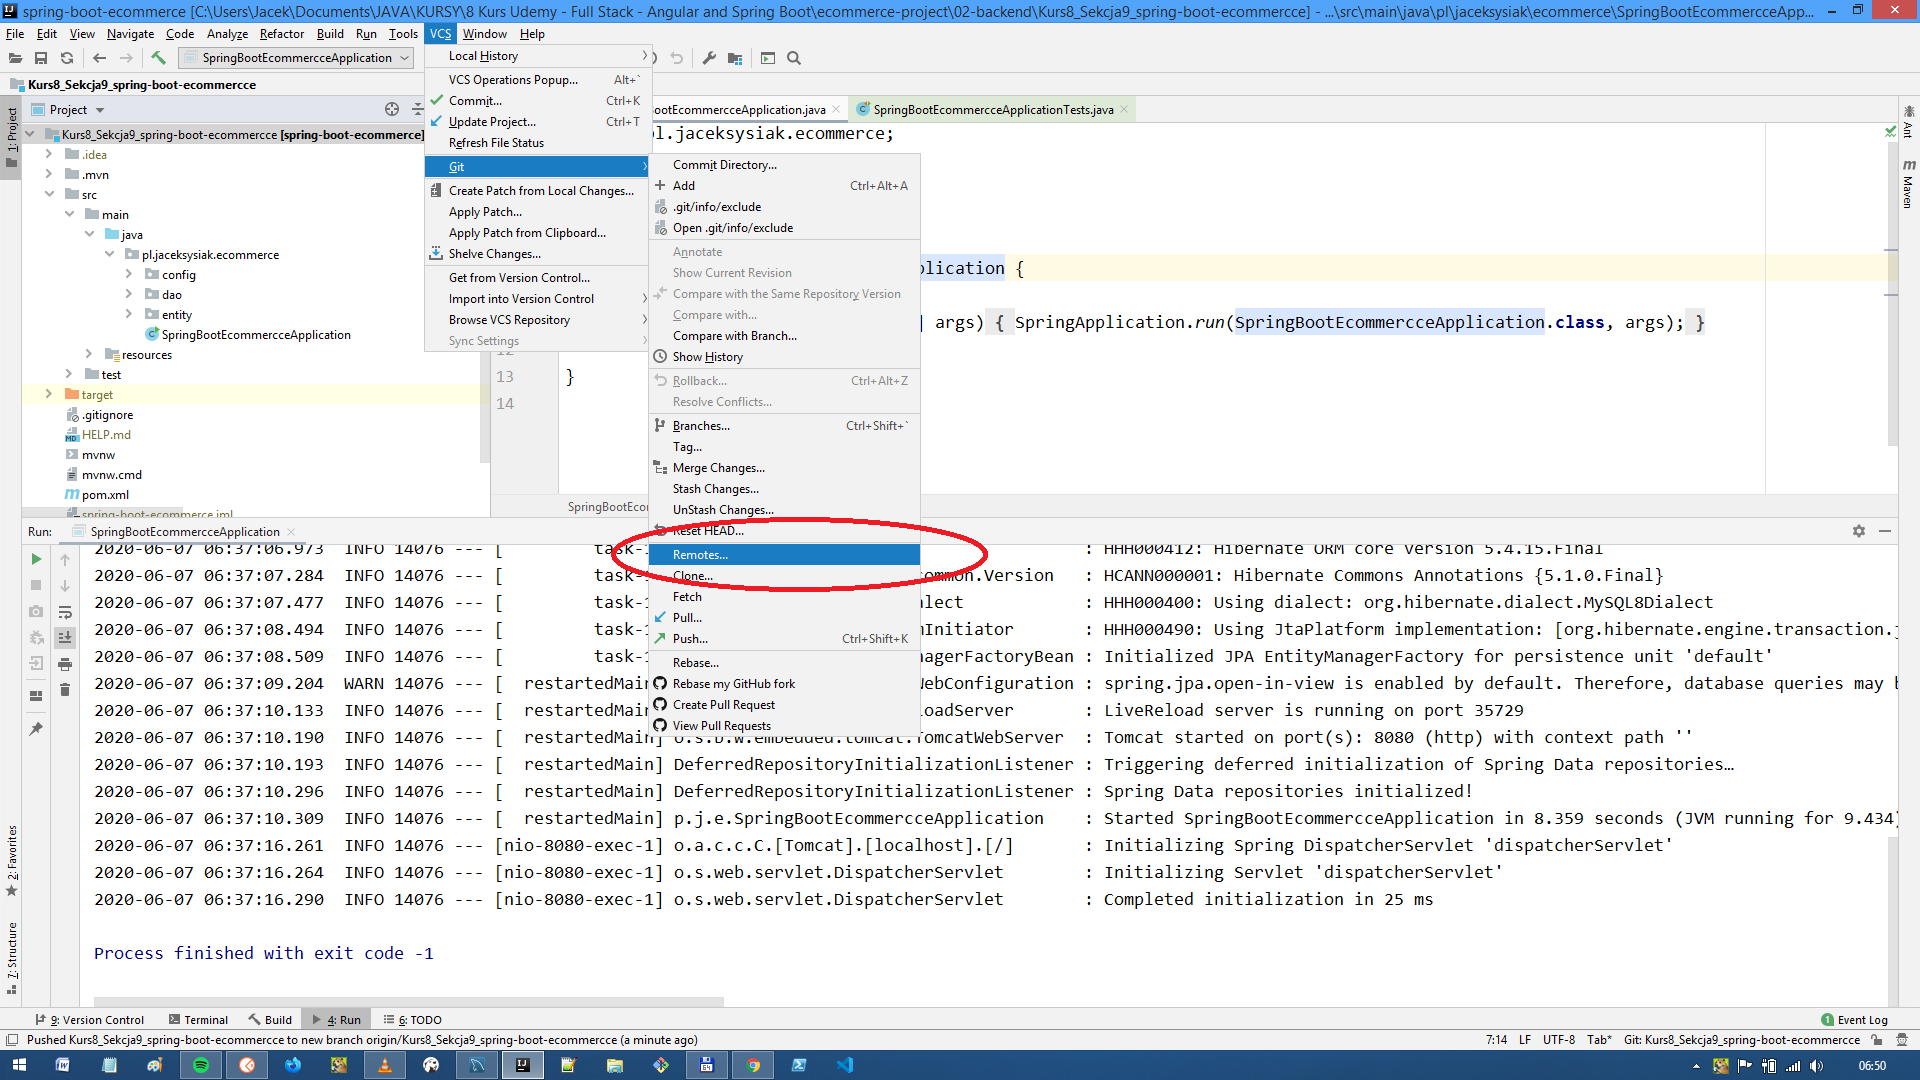 spring-boot-ecommerce [C:\Users\Jacek\Documents\JAVA\KURSY\8 Kurs Udemy - Full Stack - Angular and Spring Boot\ecommerce-project\02-backend\Kurs8_Sekcja9_spring-boot-ecommercce] - ...\src\main\java\pl\jaceksysiak\ecommerce\SpringBootEcommercceApp...
File Edit View Navigate Code Analyze Refactor Build Run Tools VCS Window Help
SpringBootEcommercceApplication
Kurs8_Sekcja9_spring-boot-ecommercce
Project
BootEcommercceApplication.java
SpringBootEcommercceApplicationTests.java
1: Project
Kurs8_Sekcja9_spring-boot-ecommercce [spring-boot-ecommerce]
.idea
.mvn
src
main
java
pl.jaceksysiak.ecommerce
config
dao
entity
SpringBootEcommercceApplication
resources
test
target
.gitignore
HELP.md
mvnw
mvnw.cmd
pom.xml
spring-boot-ecommerce.iml
Local History
VCS Operations Popup... Alt+`
Commit... Ctrl+K
Update Project... Ctrl+T
Refresh File Status
Git
Create Patch from Local Changes...
Apply Patch...
Apply Patch from Clipboard...
Shelve Changes...
Get from Version Control...
Import into Version Control
Browse VCS Repository
Sync Settings
Commit Directory...
Add Ctrl+Alt+A
.git/info/exclude
Open .git/info/exclude
Annotate
Show Current Revision
Compare with the Same Repository Version
Compare with...
Compare with Branch...
Show History
Rollback... Ctrl+Alt+Z
Resolve Conflicts...
Branches... Ctrl+Shift+`
Tag...
Merge Changes...
Stash Changes...
UnStash Changes...
Reset HEAD...
Remotes...
Clone...
Fetch
Pull...
Push... Ctrl+Shift+K
Rebase...
Rebase my GitHub fork
Create Pull Request
View Pull Requests
pl.jaceksysiak.ecommerce;
plication {
] args) { SpringApplication.run(SpringBootEcommercceApplication.class, args); }
12
13 }
14
SpringBootEco
Ant
Maven
Run: SpringBootEcommercceApplication
2020-06-07 06:37:06.973 INFO 14076 --- [ task- : HHH000412: Hibernate ORM core version 5.4.15.Final
2020-06-07 06:37:07.284 INFO 14076 --- [ task- common.Version : HCANN000001: Hibernate Commons Annotations {5.1.0.Final}
2020-06-07 06:37:07.477 INFO 14076 --- [ task-1 alect : HHH000400: Using dialect: org.hibernate.dialect.MySQL8Dialect
2020-06-07 06:37:08.494 INFO 14076 --- [ task-1 mInitiator : HHH000490: Using JtaPlatform implementation: [org.hibernate.engine.transaction.j
2020-06-07 06:37:08.509 INFO 14076 --- [ task-1 nagerFactoryBean : Initialized JPA EntityManagerFactory for persistence unit 'default'
2020-06-07 06:37:09.204 WARN 14076 --- [ restartedMain WebConfiguration : spring.jpa.open-in-view is enabled by default. Therefore, database queries may b
2020-06-07 06:37:10.133 INFO 14076 --- [ restartedMain loadServer : LiveReload server is running on port 35729
2020-06-07 06:37:10.190 INFO 14076 --- [ restartedMain] o.s.b.w.embedded.tomcat.TomcatWebServer : Tomcat started on port(s): 8080 (http) with context path ''
2020-06-07 06:37:10.193 INFO 14076 --- [ restartedMain] DeferredRepositoryInitializationListener : Triggering deferred initialization of Spring Data repositories…
2020-06-07 06:37:10.296 INFO 14076 --- [ restartedMain] DeferredRepositoryInitializationListener : Spring Data repositories initialized!
2020-06-07 06:37:10.309 INFO 14076 --- [ restartedMain] p.j.e.SpringBootEcommercceApplication : Started SpringBootEcommercceApplication in 8.359 seconds (JVM running for 9.434)
2020-06-07 06:37:16.261 INFO 14076 --- [nio-8080-exec-1] o.a.c.c.C.[Tomcat].[localhost].[/] : Initializing Spring DispatcherServlet 'dispatcherServlet'
2020-06-07 06:37:16.264 INFO 14076 --- [nio-8080-exec-1] o.s.web.servlet.DispatcherServlet : Initializing Servlet 'dispatcherServlet'
2020-06-07 06:37:16.290 INFO 14076 --- [nio-8080-exec-1] o.s.web.servlet.DispatcherServlet : Completed initialization in 25 ms
Process finished with exit code -1
2: Favorites
7: Structure
9: Version Control Terminal Build 4: Run 6: TODO
1 Event Log
Pushed Kurs8_Sekcja9_spring-boot-ecommercce to new branch origin/Kurs8_Sekcja9_spring-boot-ecommercce (a minute ago)
7:14 LF UTF-8 Tab* Git: Kurs8_Sekcja9_spring-boot-ecommercce
06:50